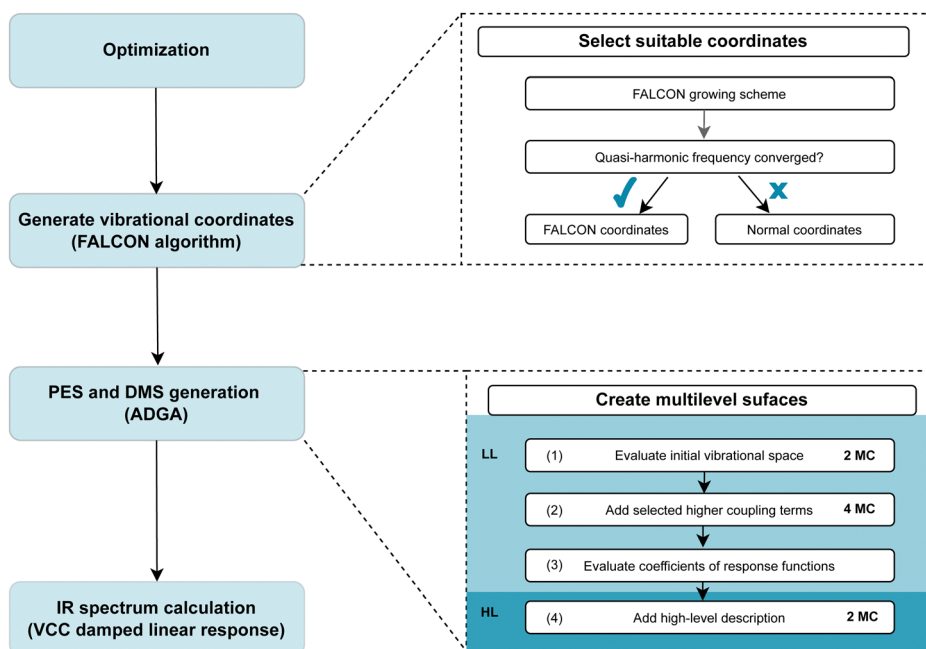 Optimization
Generate vibrational coordinates
(FALCON algorithm)
PES and DMS generation
(ADGA)
IR spectrum calculation
(VCC damped linear response)
Select suitable coordinates
FALCON growing scheme
Quasi-harmonic frequency converged?
FALCON coordinates
Normal coordinates
Create multilevel sufaces
LL
(1) Evaluate initial vibrational space 2 MC
(2) Add selected higher coupling terms 4 MC
(3) Evaluate coefficients of response functions
HL
(4) Add high-level description 2 MC